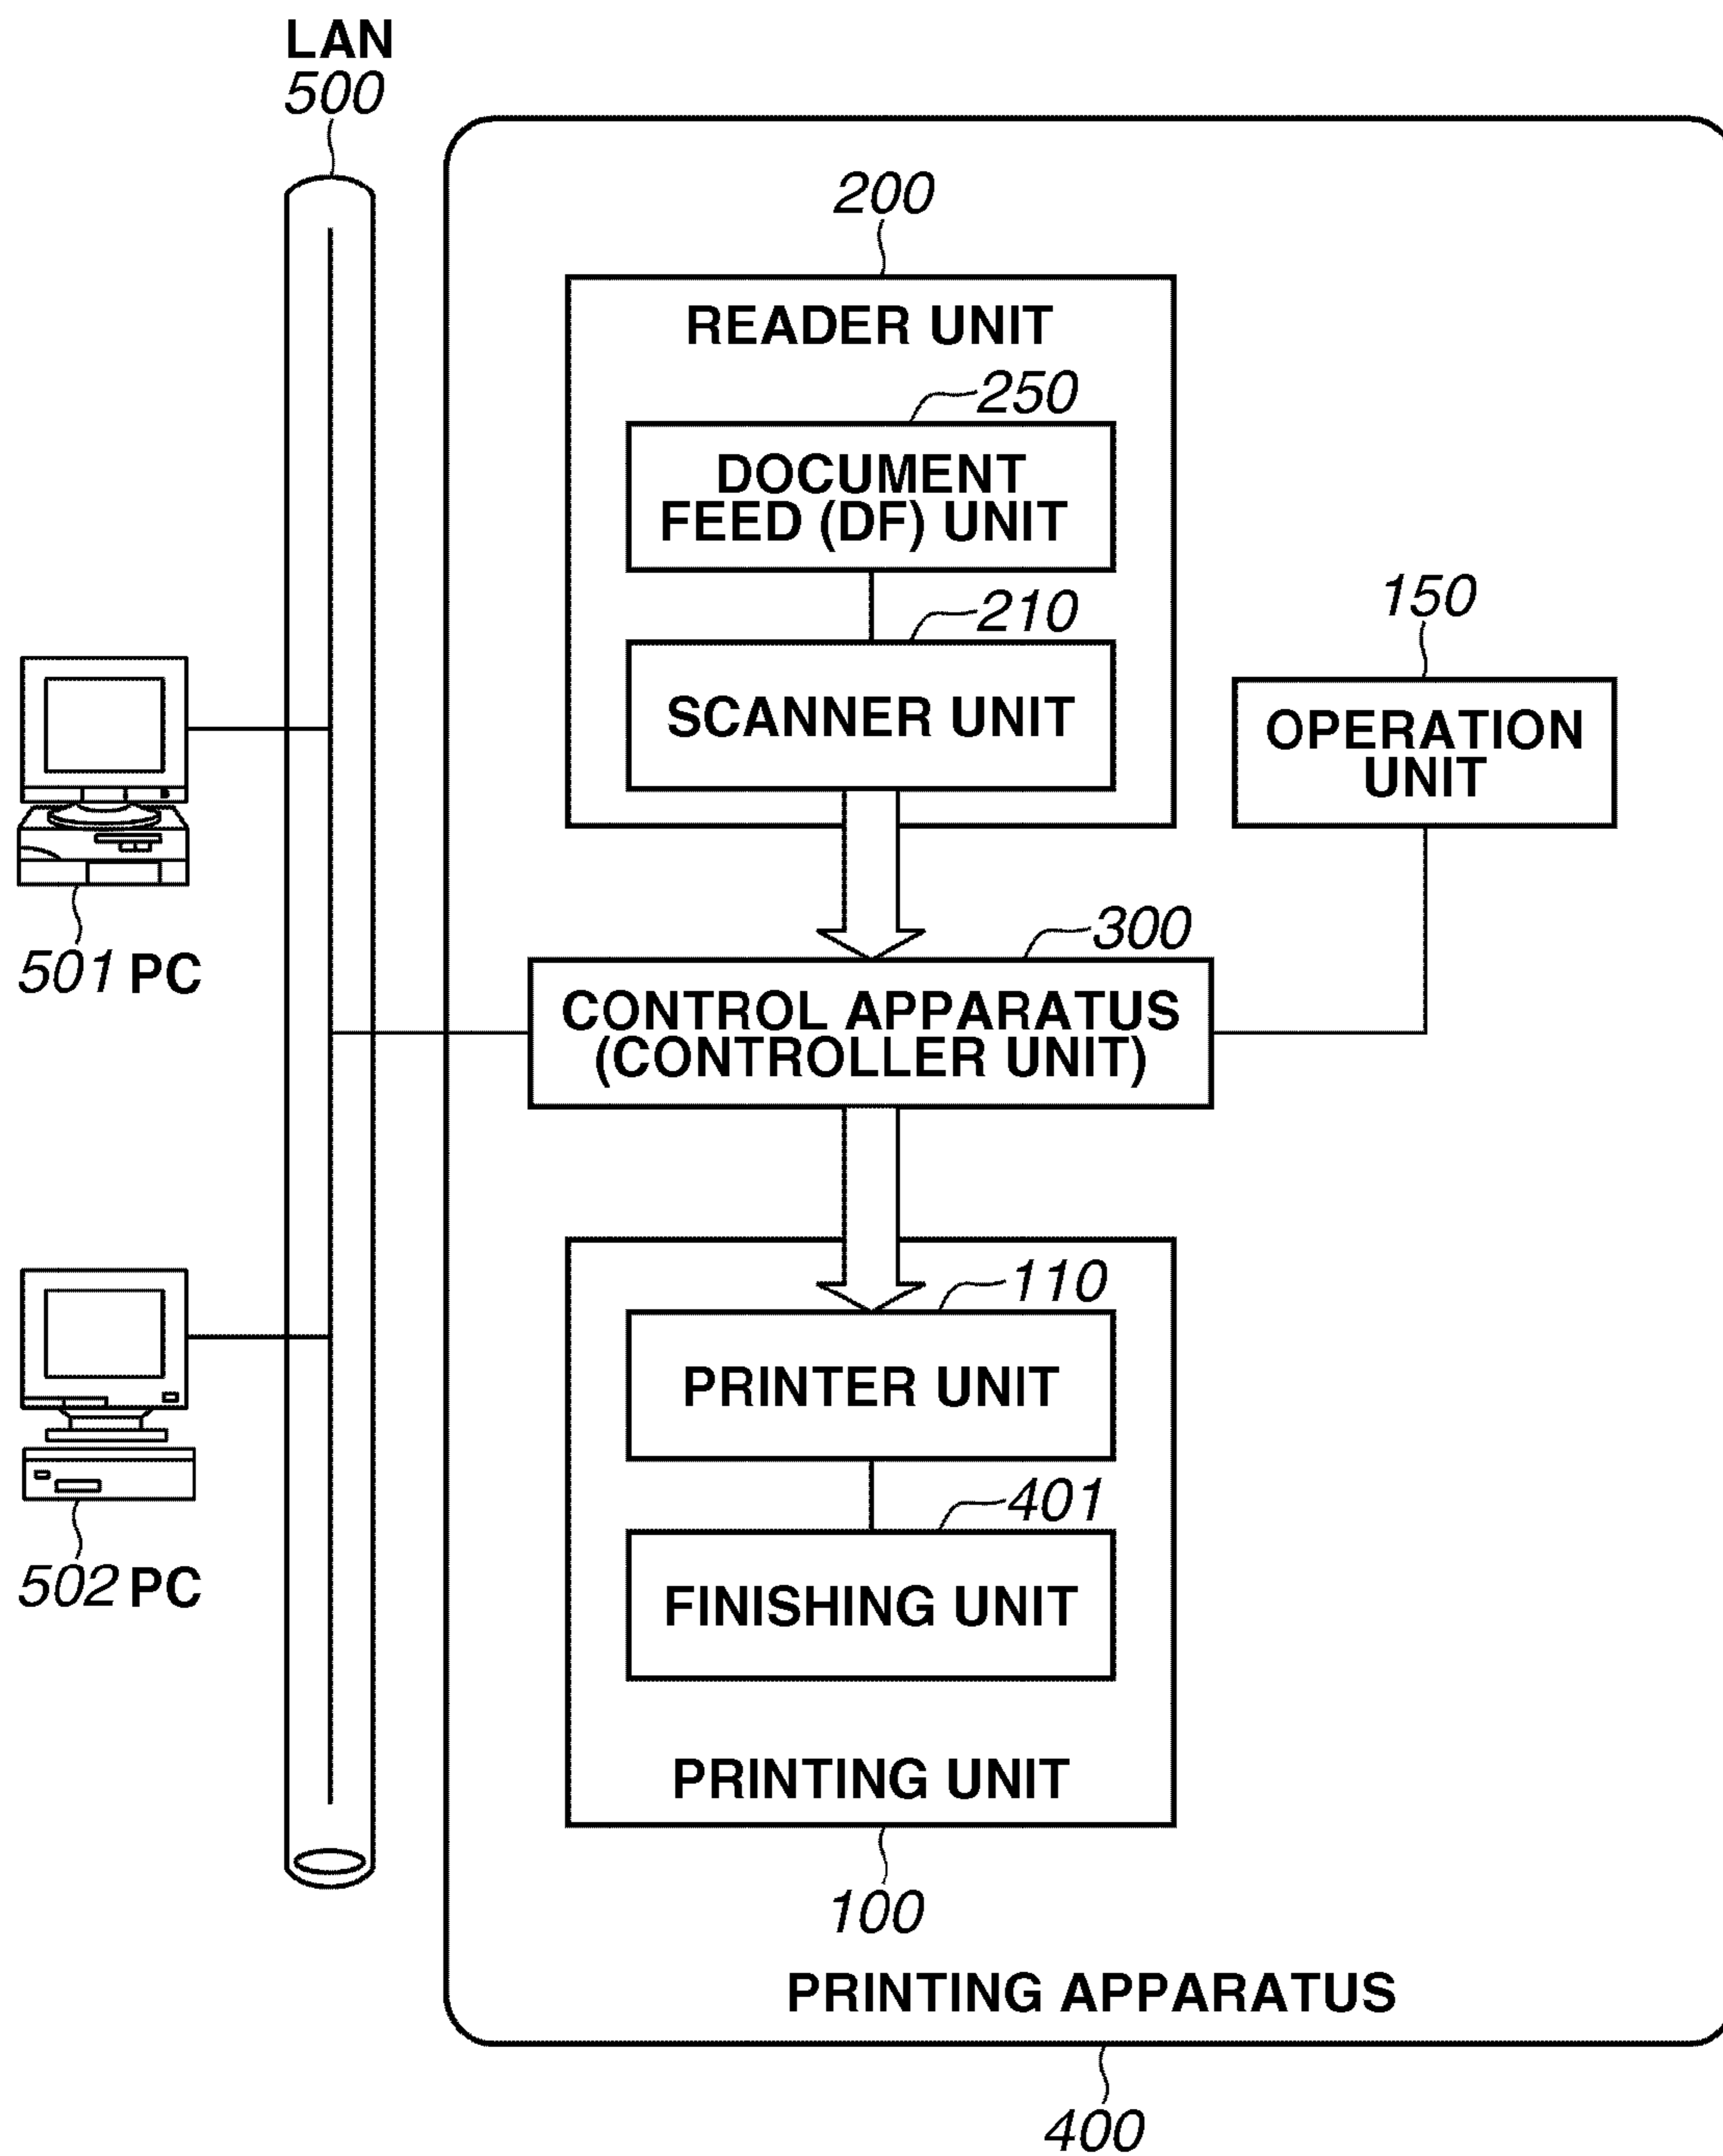 LAN
500
200
READER UNIT
250
DOCUMENT
FEED (DF) UNIT
210
SCANNER UNIT
150
OPERATION
UNIT
501 PC
300
CONTROL APPARATUS
(CONTROLLER UNIT)
110
PRINTER UNIT
401
FINISHING UNIT
502 PC
PRINTING UNIT
100
PRINTING APPARATUS
400